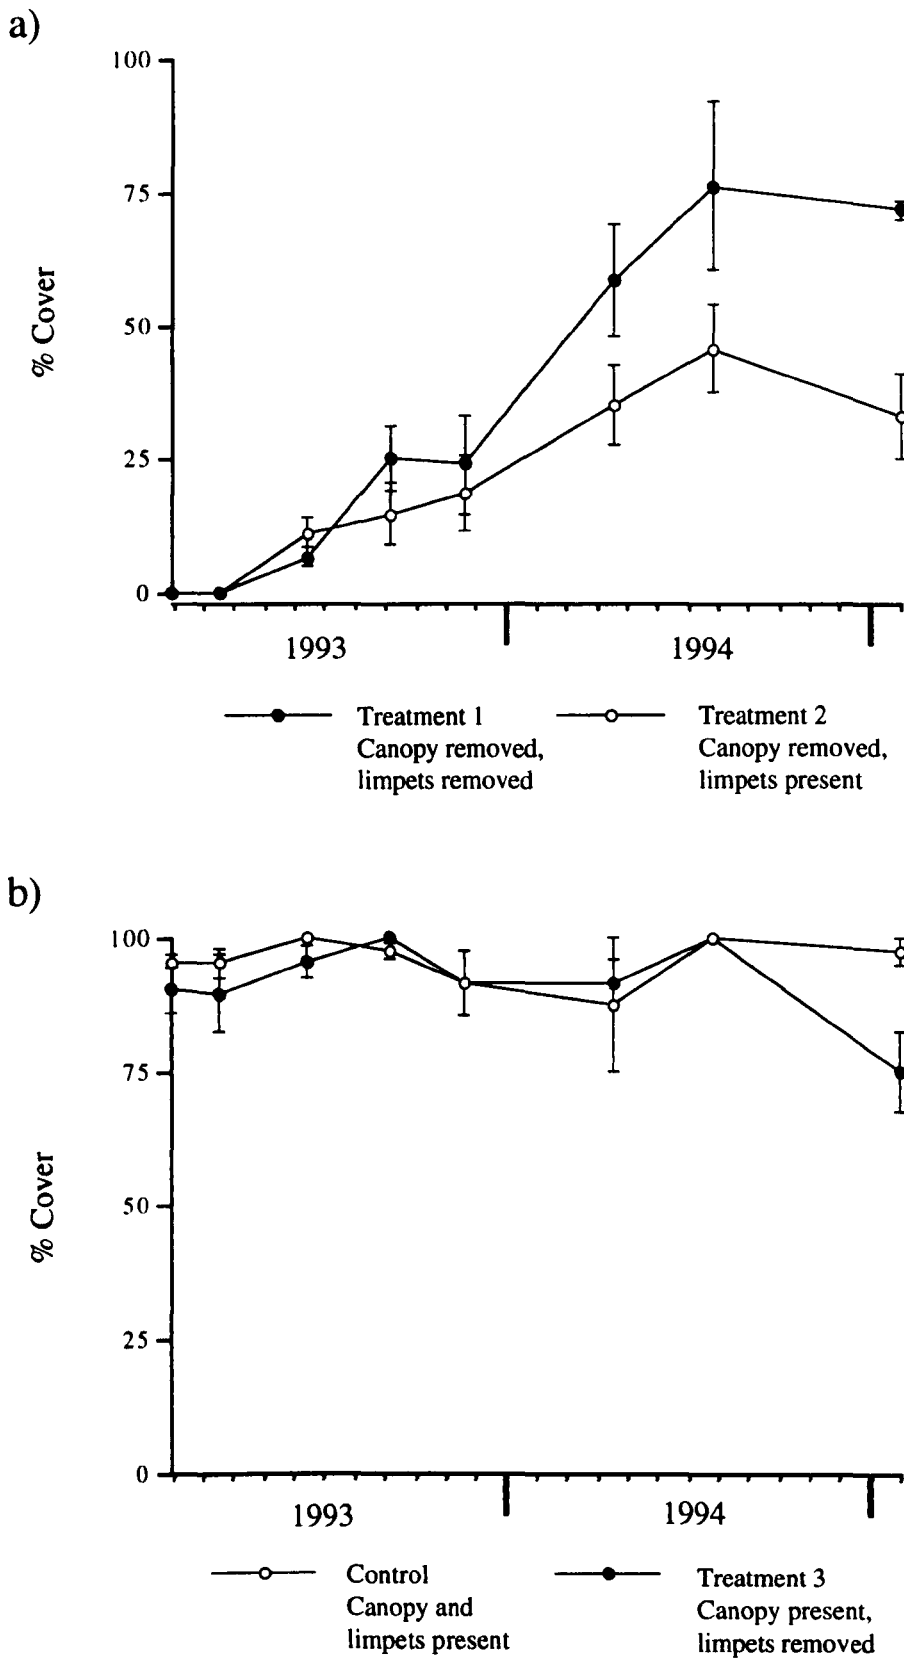 a)
100
75
50
25
0
% Cover
1993
1994
Treatment 1
Canopy removed,
limpets removed
Treatment 2
Canopy removed,
limpets present
b)
100
75
50
25
0
% Cover
1993
1994
Control
Canopy and
limpets present
Treatment 3
Canopy present,
limpets removed